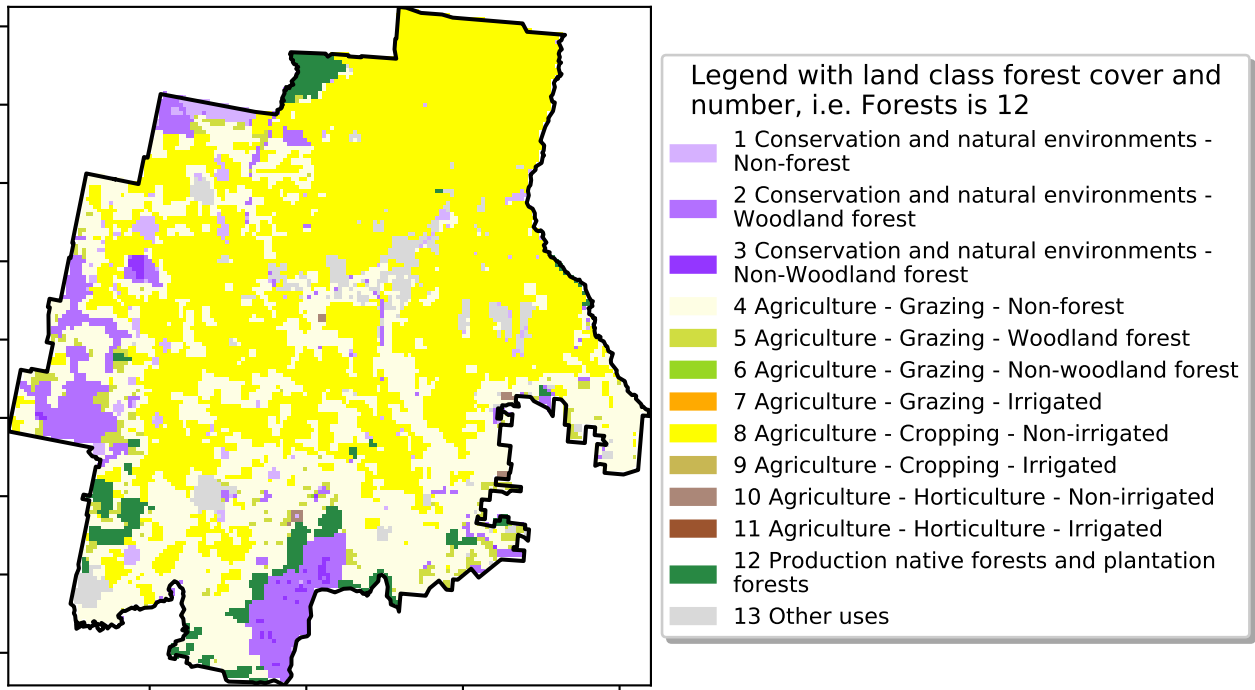 Legend with land class forest cover and
number, i.e. Forests is 12
1 Conservation and natural environments -
Non-forest
2 Conservation and natural environments -
Woodland forest
3 Conservation and natural environments -
Non-Woodland forest
4 Agriculture - Grazing - Non-forest
5 Agriculture - Grazing - Woodland forest
6 Agriculture - Grazing - Non-woodland forest
7 Agriculture - Grazing - Irrigated
8 Agriculture - Cropping - Non-irrigated
9 Agriculture - Cropping - Irrigated
10 Agriculture - Horticulture - Non-irrigated
11 Agriculture - Horticulture - Irrigated
12 Production native forests and plantation
forests
13 Other uses